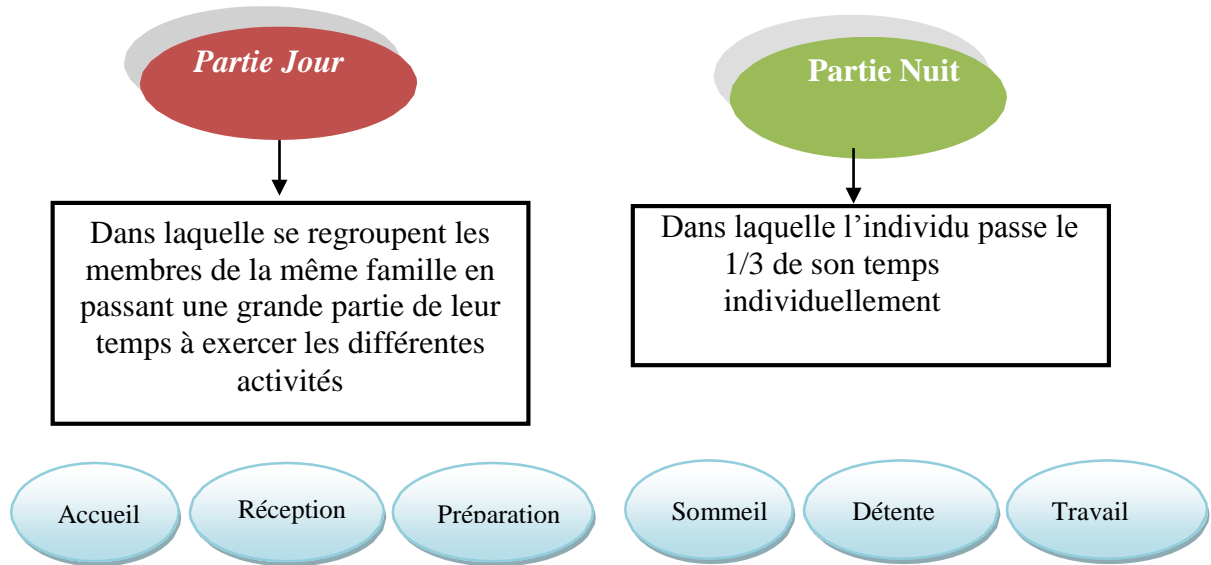 Partie Jour
Dans laquelle se regroupent les
membres de la même famille en
passant une grande partie de leur
temps à exercer les différentes
activités
Accueil
Réception
Préparation
Partie Nuit
Dans laquelle l’individu passe le
1/3 de son temps
individuellement
Sommeil
Détente
Travail